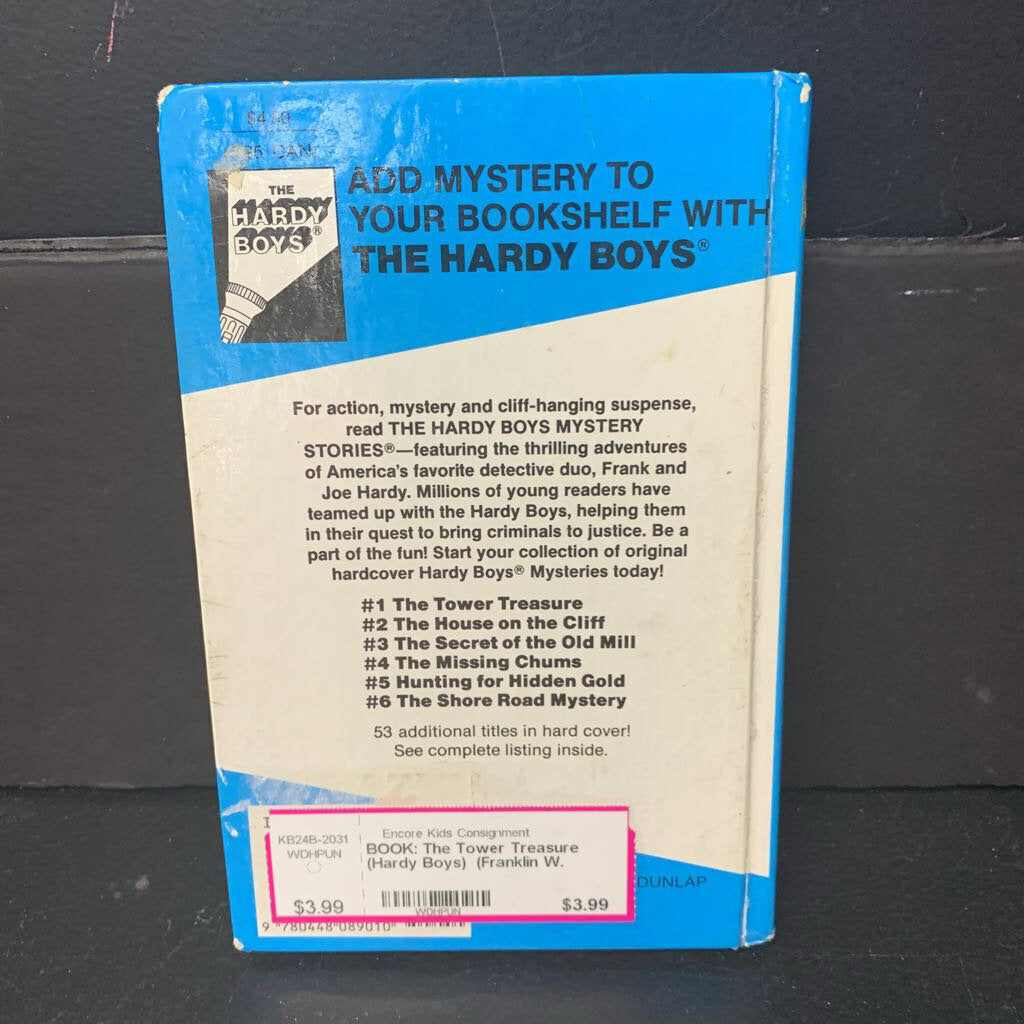 $4.50
CAN
THE
HARDY
BOYS®
ADD MYSTERY TO
YOUR BOOKSHELF WITH
THE HARDY BOYS®
For action, mystery and cliff-hanging suspense,
read THE HARDY BOYS MYSTERY
STORIES®—featuring the thrilling adventures
of America's favorite detective duo, Frank and
Joe Hardy. Millions of young readers have
teamed up with the Hardy Boys, helping them
in their quest to bring criminals to justice. Be a
part of the fun! Start your collection of original
hardcover Hardy Boys® Mysteries today!
#1 The Tower Treasure
#2 The House on the Cliff
#3 The Secret of the Old Mill
#4 The Missing Chums
#5 Hunting for Hidden Gold
#6 The Shore Road Mystery
53 additional titles in hard cover!
See complete listing inside.
KB24B-2031
WDHPUN
$3.99
Encore Kids Consignment
BOOK: The Tower Treasure
(Hardy Boys) (Franklin W.
WDHPUN
$3.99
DUNLAP
9 780448 089010